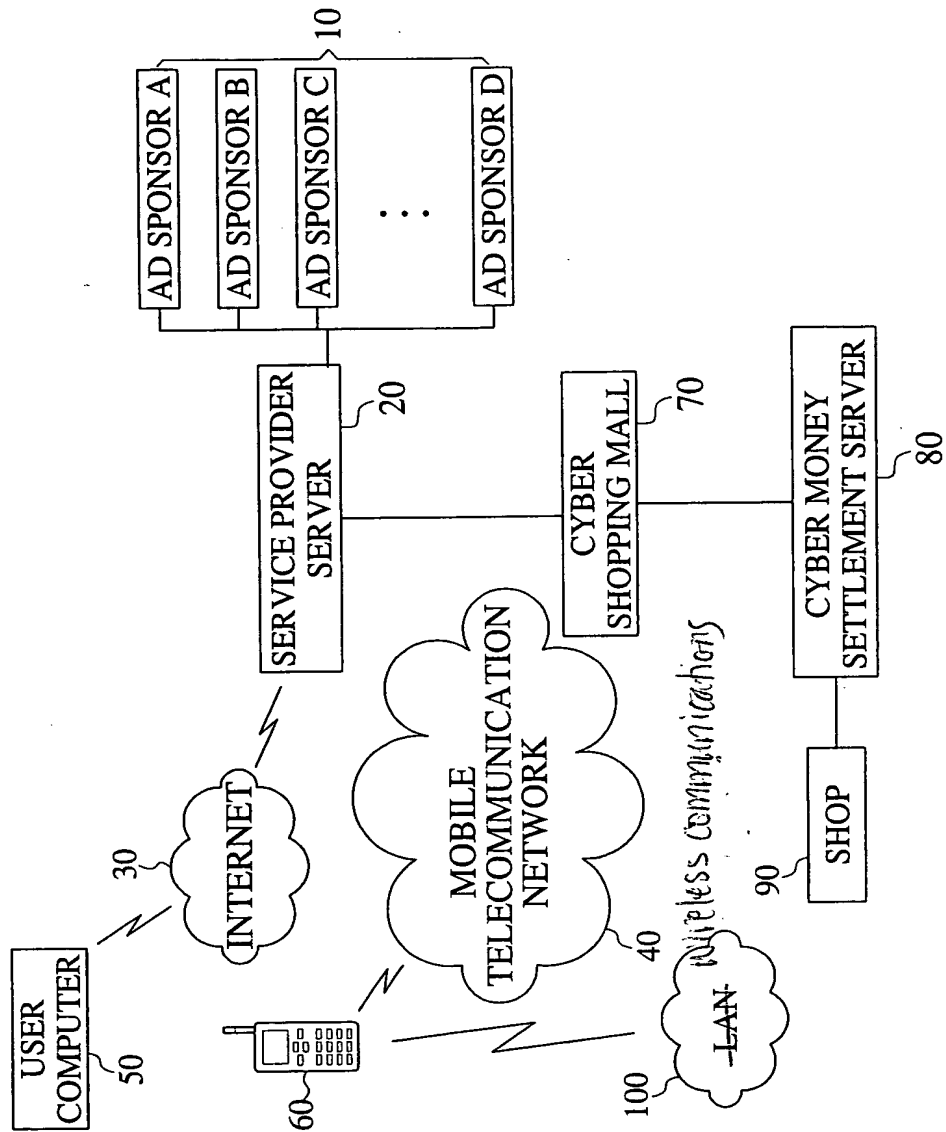 USER
COMPUTER
50
INTERNET
30
60
SERVICE PROVIDER
SERVER
20
AD SPONSOR A
AD SPONSOR B
AD SPONSOR C
. . .
AD SPONSOR D
10
MOBILE
TELECOMMUNICATION
NETWORK
40
LAN
wireless communications
100
CYBER
SHOPPING MALL
70
SHOP
90
CYBER MONEY
SETTLEMENT SERVER
80